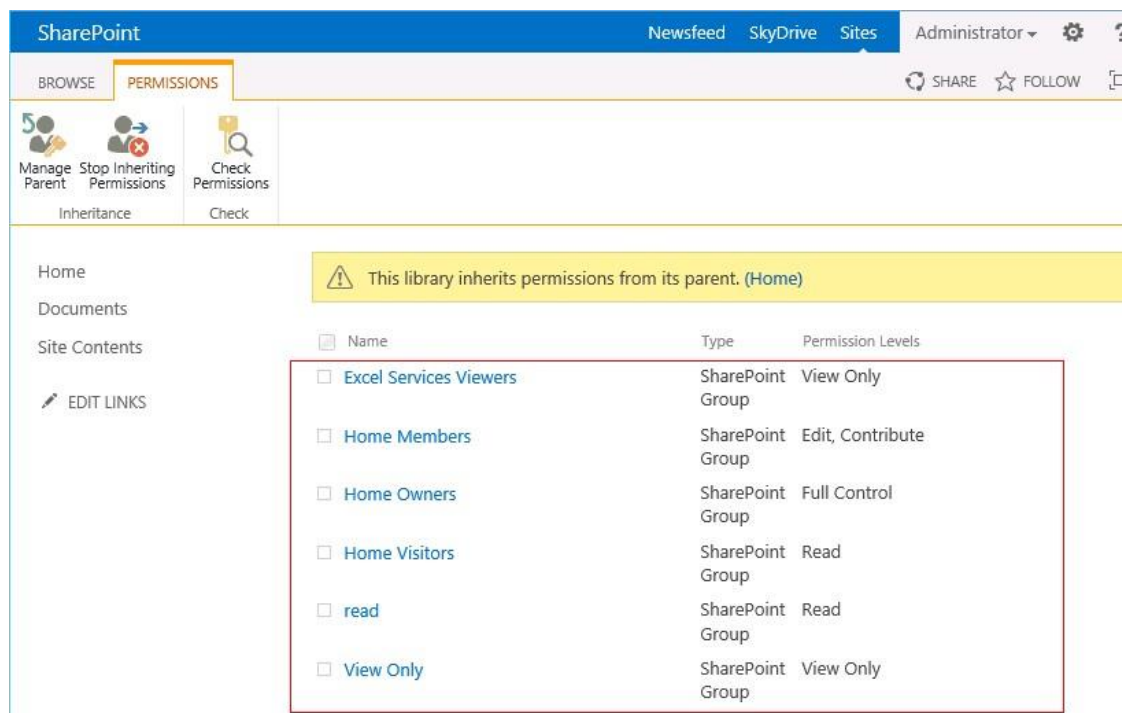 SharePoint Newsfeed SkyDrive Sites Administrator ?
BROWSE PERMISSIONS SHARE FOLLOW
Manage Parent Stop Inheriting Permissions Check Permissions
Inheritance Check
Home
Documents
Site Contents
EDIT LINKS
This library inherits permissions from its parent. (Home)
Name Type Permission Levels
Excel Services Viewers SharePoint Group View Only
Home Members SharePoint Group Edit, Contribute
Home Owners SharePoint Group Full Control
Home Visitors SharePoint Group Read
read SharePoint Group Read
View Only SharePoint Group View Only